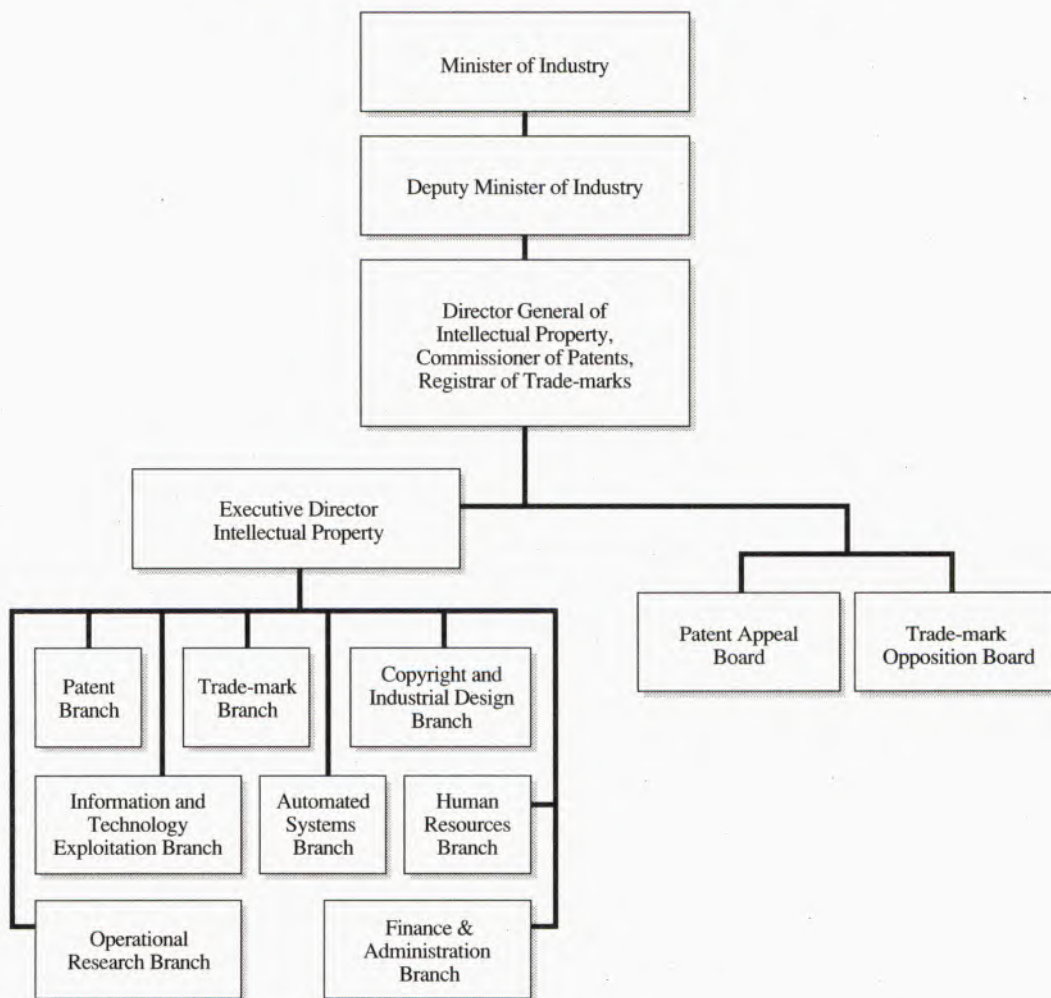 Minister of Industry
Deputy Minister of Industry
Director General of
Intellectual Property,
Commissioner of Patents,
Registrar of Trade-marks
Executive Director
Intellectual Property
Patent Appeal
Board
Trade-mark
Opposition Board
Patent
Branch
Trade-mark
Branch
Copyright and
Industrial Design
Branch
Information and
Technology
Exploitation Branch
Automated
Systems
Branch
Human
Resources
Branch
Operational
Research Branch
Finance &
Administration
Branch